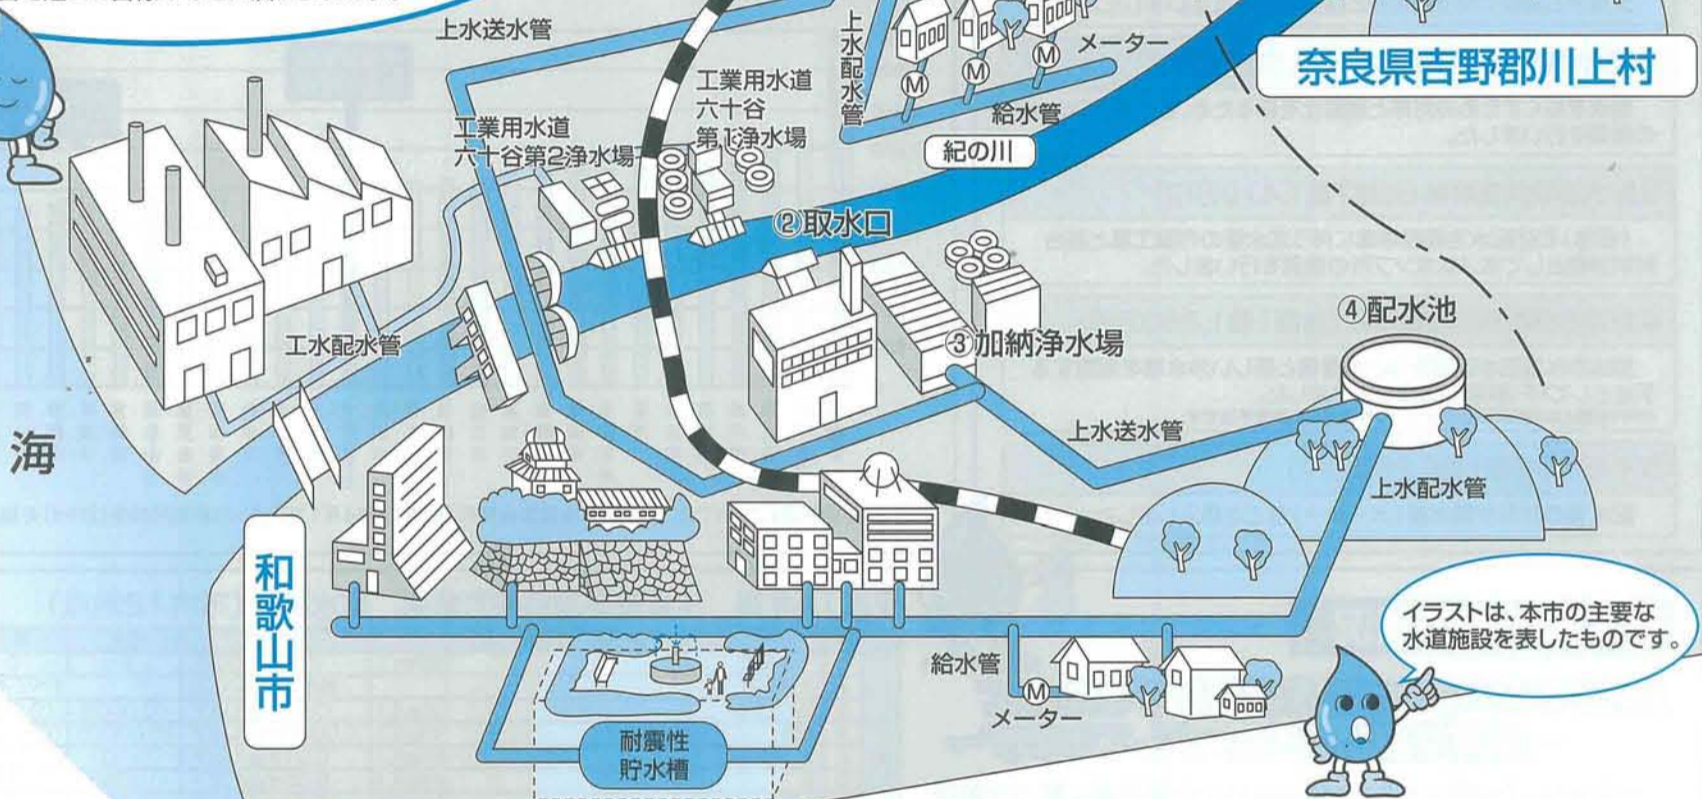 上水送水管
上水配水管
メーター
M
M
M
給水管
奈良県吉野郡川上村
工業用水道
六十谷
第1浄水場
工業用水道
六十谷第2浄水場
紀の川
②取水口
④配水池
③加納浄水場
工水配水管
海
上水送水管
上水配水管
和歌山市
イラストは、本市の主要な
水道施設を表したものです。
給水管
M
メーター
耐震性
貯水槽